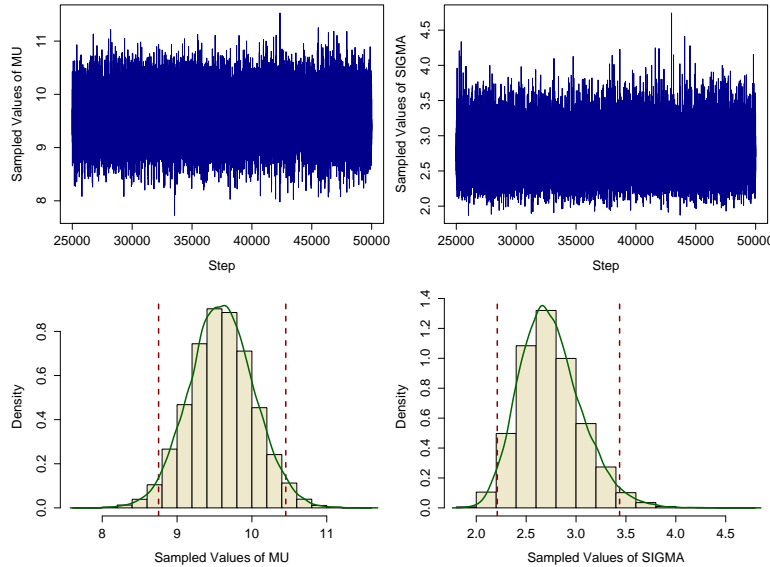 Sampled Values of MU
8 9 10 11
25000 30000 35000 40000 45000 50000
Step
Sampled Values of SIGMA
2.0 2.5 3.0 3.5 4.0 4.5
25000 30000 35000 40000 45000 50000
Step
Density
0.0 0.2 0.4 0.6 0.8
8 9 10 11
Sampled Values of MU
Density
0.0 0.2 0.4 0.6 0.8 1.0 1.2 1.4
2.0 2.5 3.0 3.5 4.0 4.5
Sampled Values of SIGMA